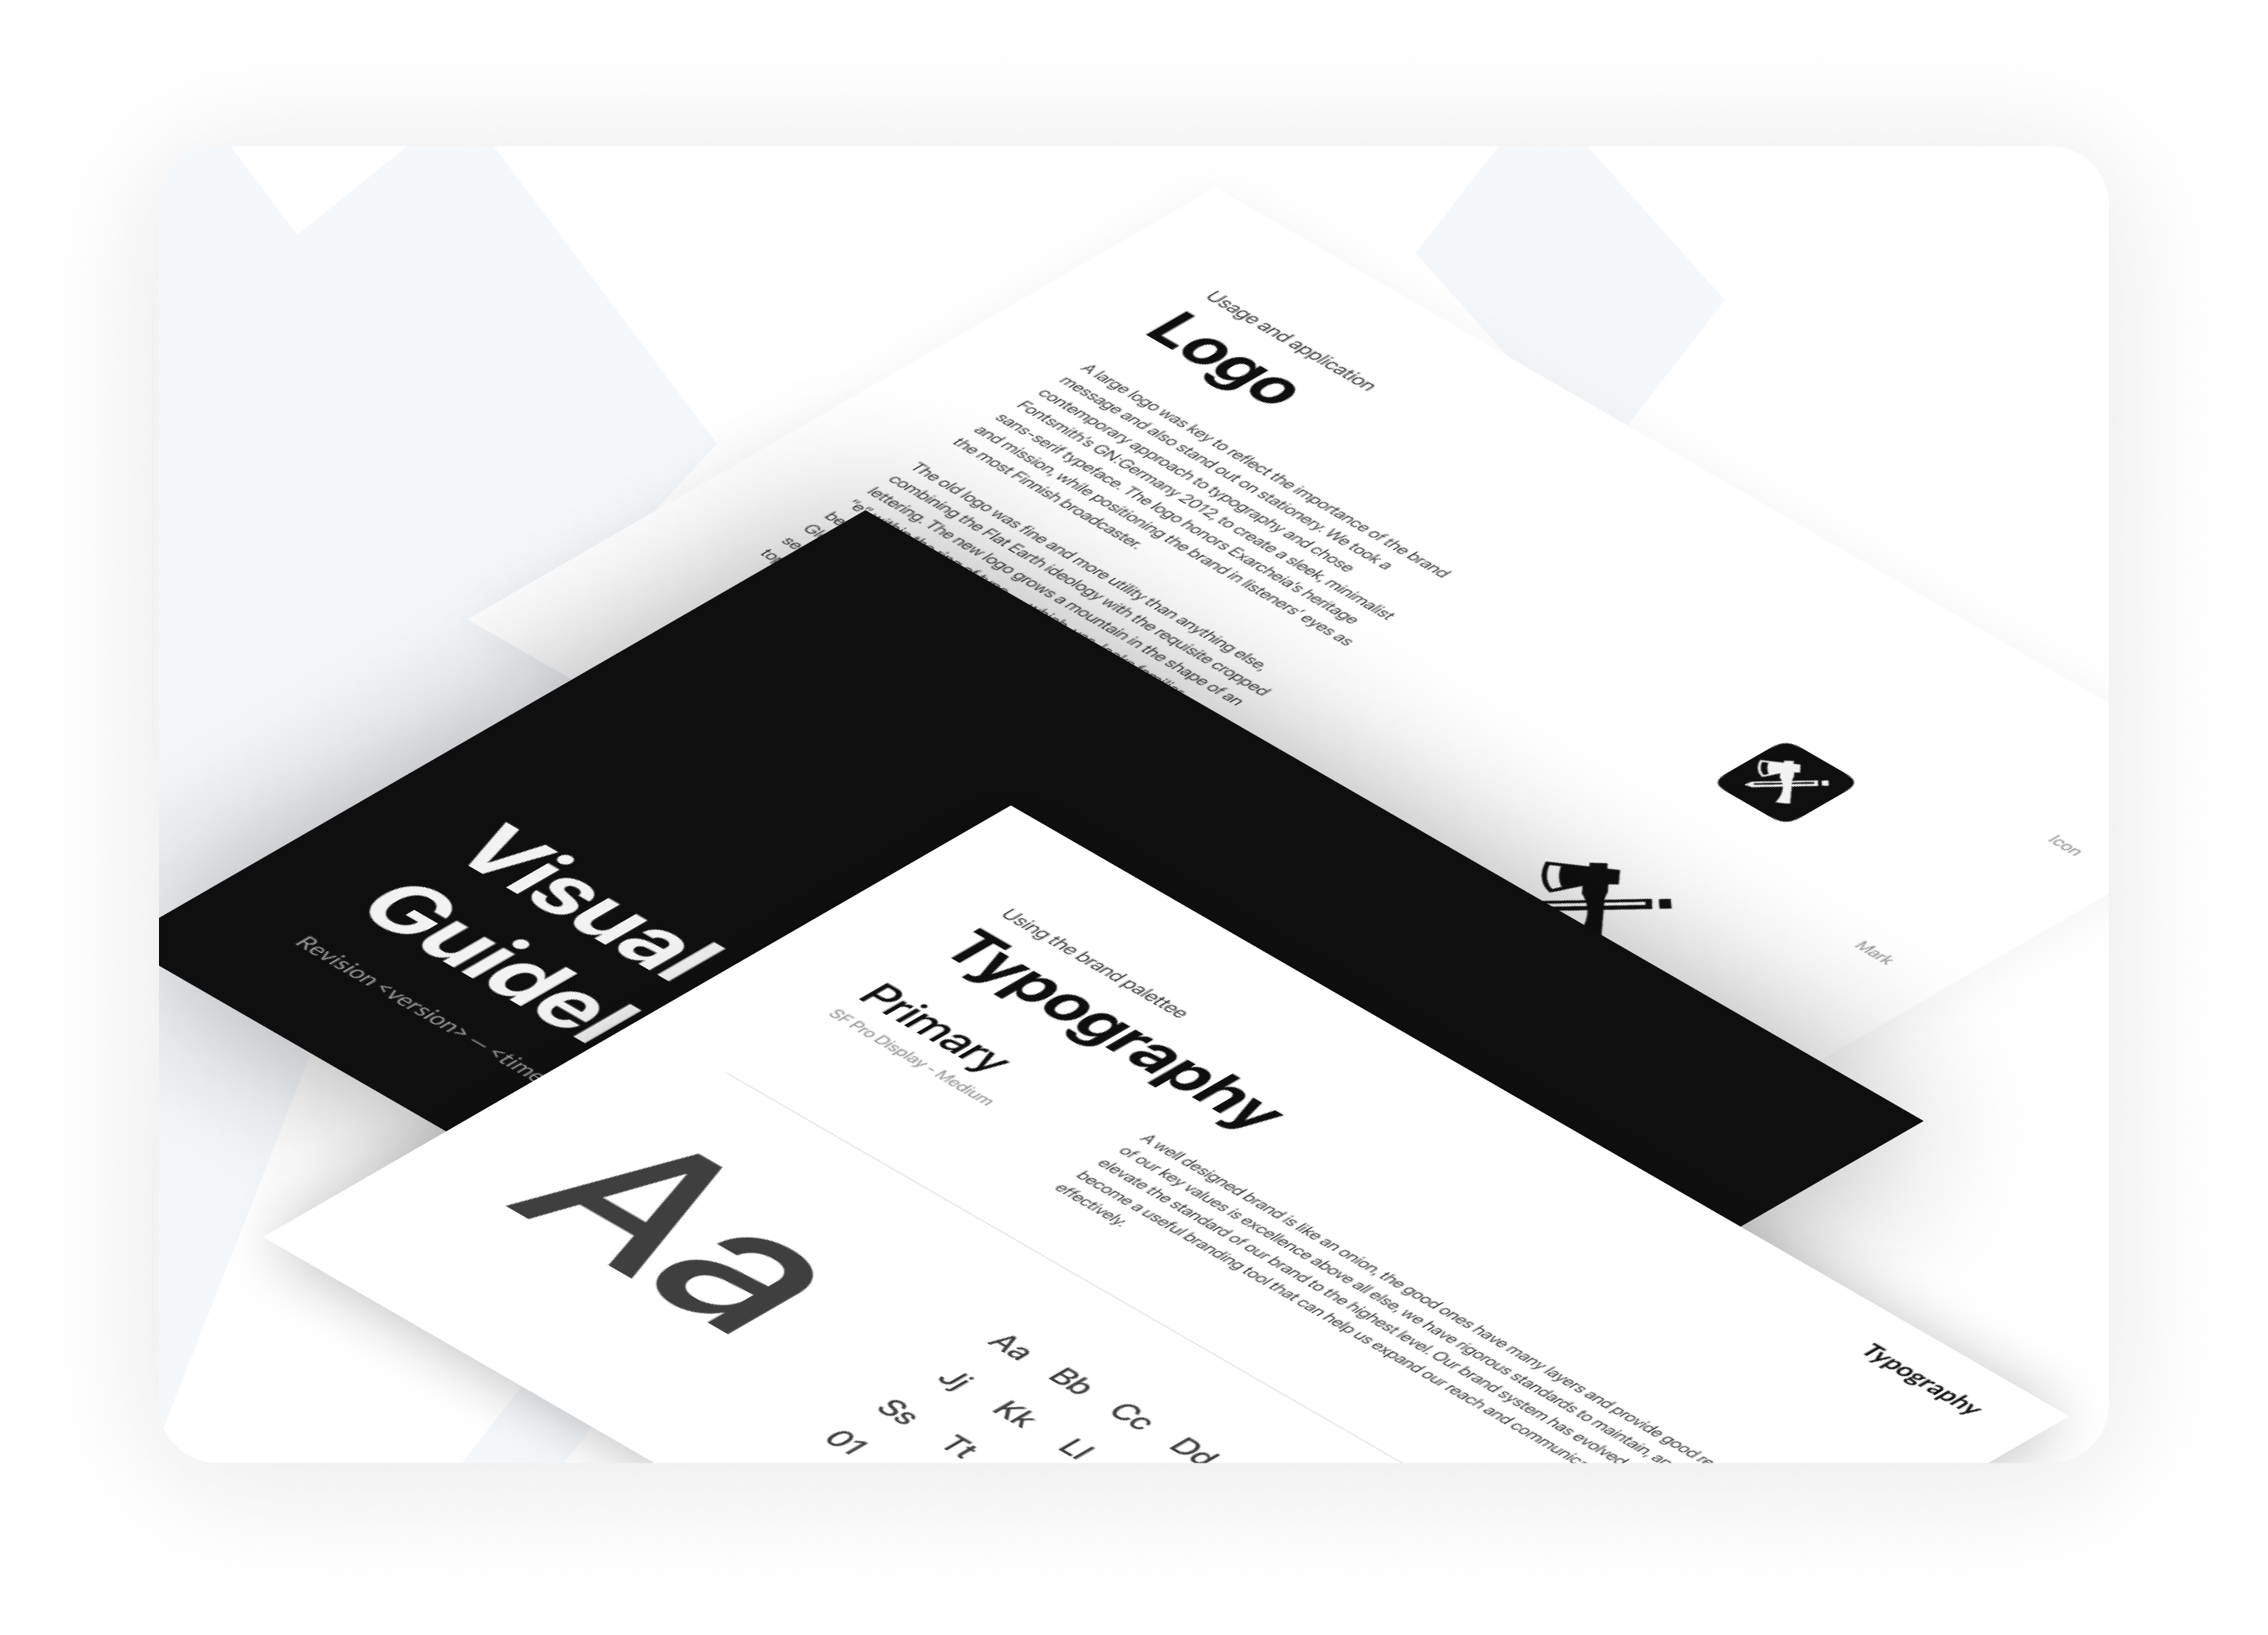 Usage and application
Logo
A large logo was key to reflect the importance of the brand
message and also stand out on stationery. We took a
contemporary approach to typography and chose
Fontsmith's GN:Germany 2012, to create a sleek, minimalist
sans-serif typeface. The logo honors Exarcheia's heritage
and mission, while positioning the brand in listeners' eyes as
the most Finnish broadcaster.
The old logo was fine and more utility than anything else,
combining the Flat Earth ideology with the requisite cropped
lettering. The new logo grows a mountain in the shape of an
"e" within the
Icon
Mark
Visual
Guidel
Revision <version> — <time
Using the brand palettee
Typography
Primary
SF Pro Display - Medium
A well designed brand is like an onion, the good ones have many layers and provide good re
of our key values is excellence above all else, we have rigorous standards to maintain, an
elevate the standard of our brand to the highest level. Our brand system has evolved
become a useful branding tool that can help us expand our reach and communic
effectively.
Typography
Aa
Aa Bb Cc Dd
Jj Kk Ll
Ss Tt
01